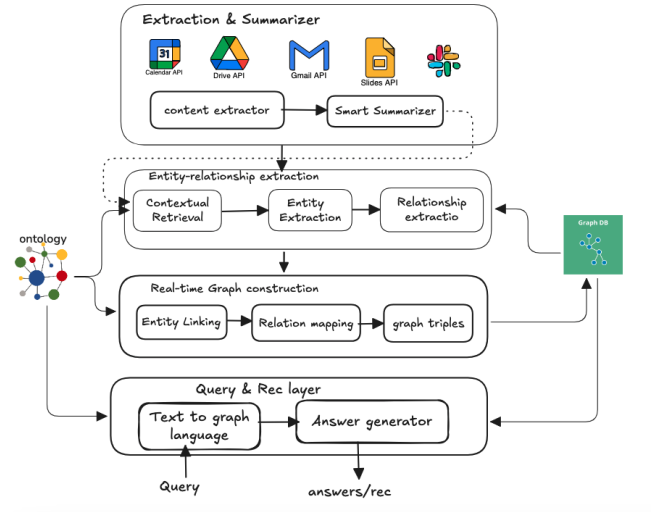 Extraction & Summarizer
31
Calendar API
Drive API
Gmail API
Slides API
content extractor
Smart Summarizer
Entity-relationship extraction
Contextual
Retrieval
Entity
Extraction
Relationship
extractio
ontology
Graph DB
Real-time Graph construction
Entity Linking
Relation mapping
graph triples
Query & Rec layer
Text to graph
language
Answer generator
Query
answers/rec